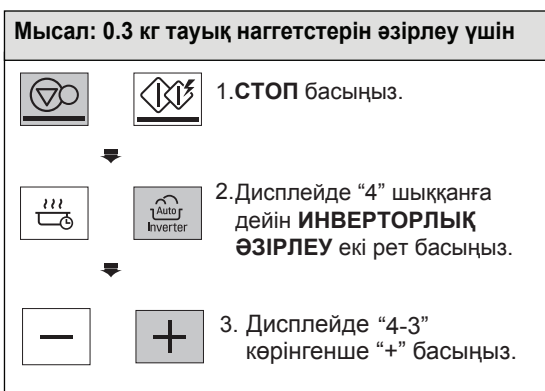 Мысал: 0.3 кг тауық наггетстерін әзірлеу үшін
1.СТОП басыңыз.
Auto
Inverter
2.Дисплейде “4” шыққанға
дейін ИНВЕРТОРЛЫҚ
ӘЗІРЛЕУ екі рет басыңыз.
3. Дисплейде “4-3”
көрінгенше “+” басыңыз.